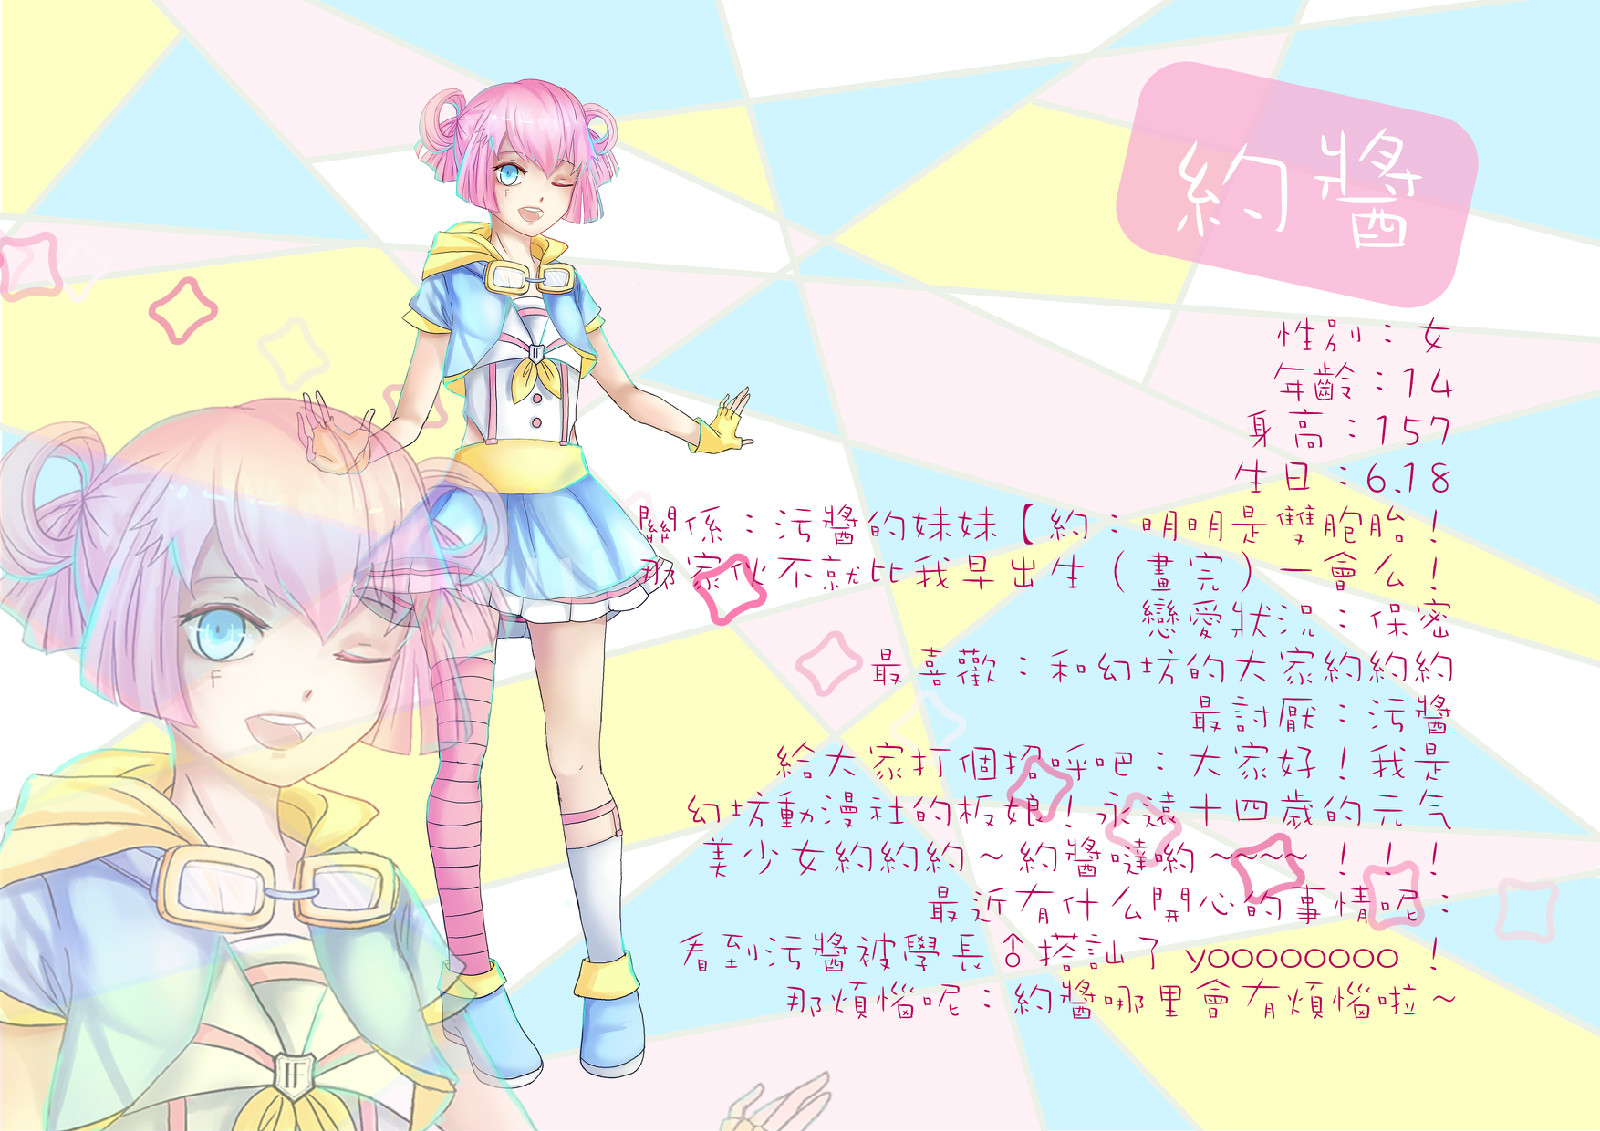 約醬
性別：女
年齡：14
身高：157
生日：6.18
關係：污醬的妹妹【約：明明是雙胞胎！
那家伙不就比我早出生（畫完）一會么！
戀愛狀況：保密
最喜歡：和幻坊的大家約約約
最討厭：污醬
給大家打個招呼吧：大家好！我是
幻坊動漫社的板娘！永遠十四歲的元气
美少女約約約～約醬噠喲~~~~！！！
最近有什么開心的事情呢：
看到污醬被學長♂搭訕了yoooooooo！
那煩惱呢：約醬哪里會有煩惱啦～
IF
F
IF